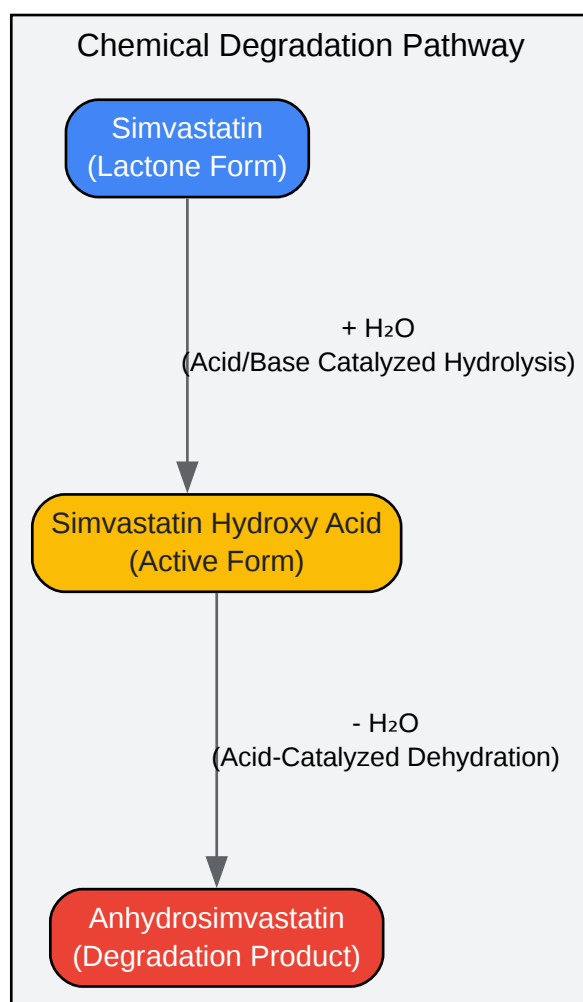 Chemical Degradation Pathway
Simvastatin
(Lactone Form)
+ H₂O
(Acid/Base Catalyzed Hydrolysis)
Simvastatin Hydroxy Acid
(Active Form)
- H₂O
(Acid-Catalyzed Dehydration)
Anhydrosimvastatin
(Degradation Product)